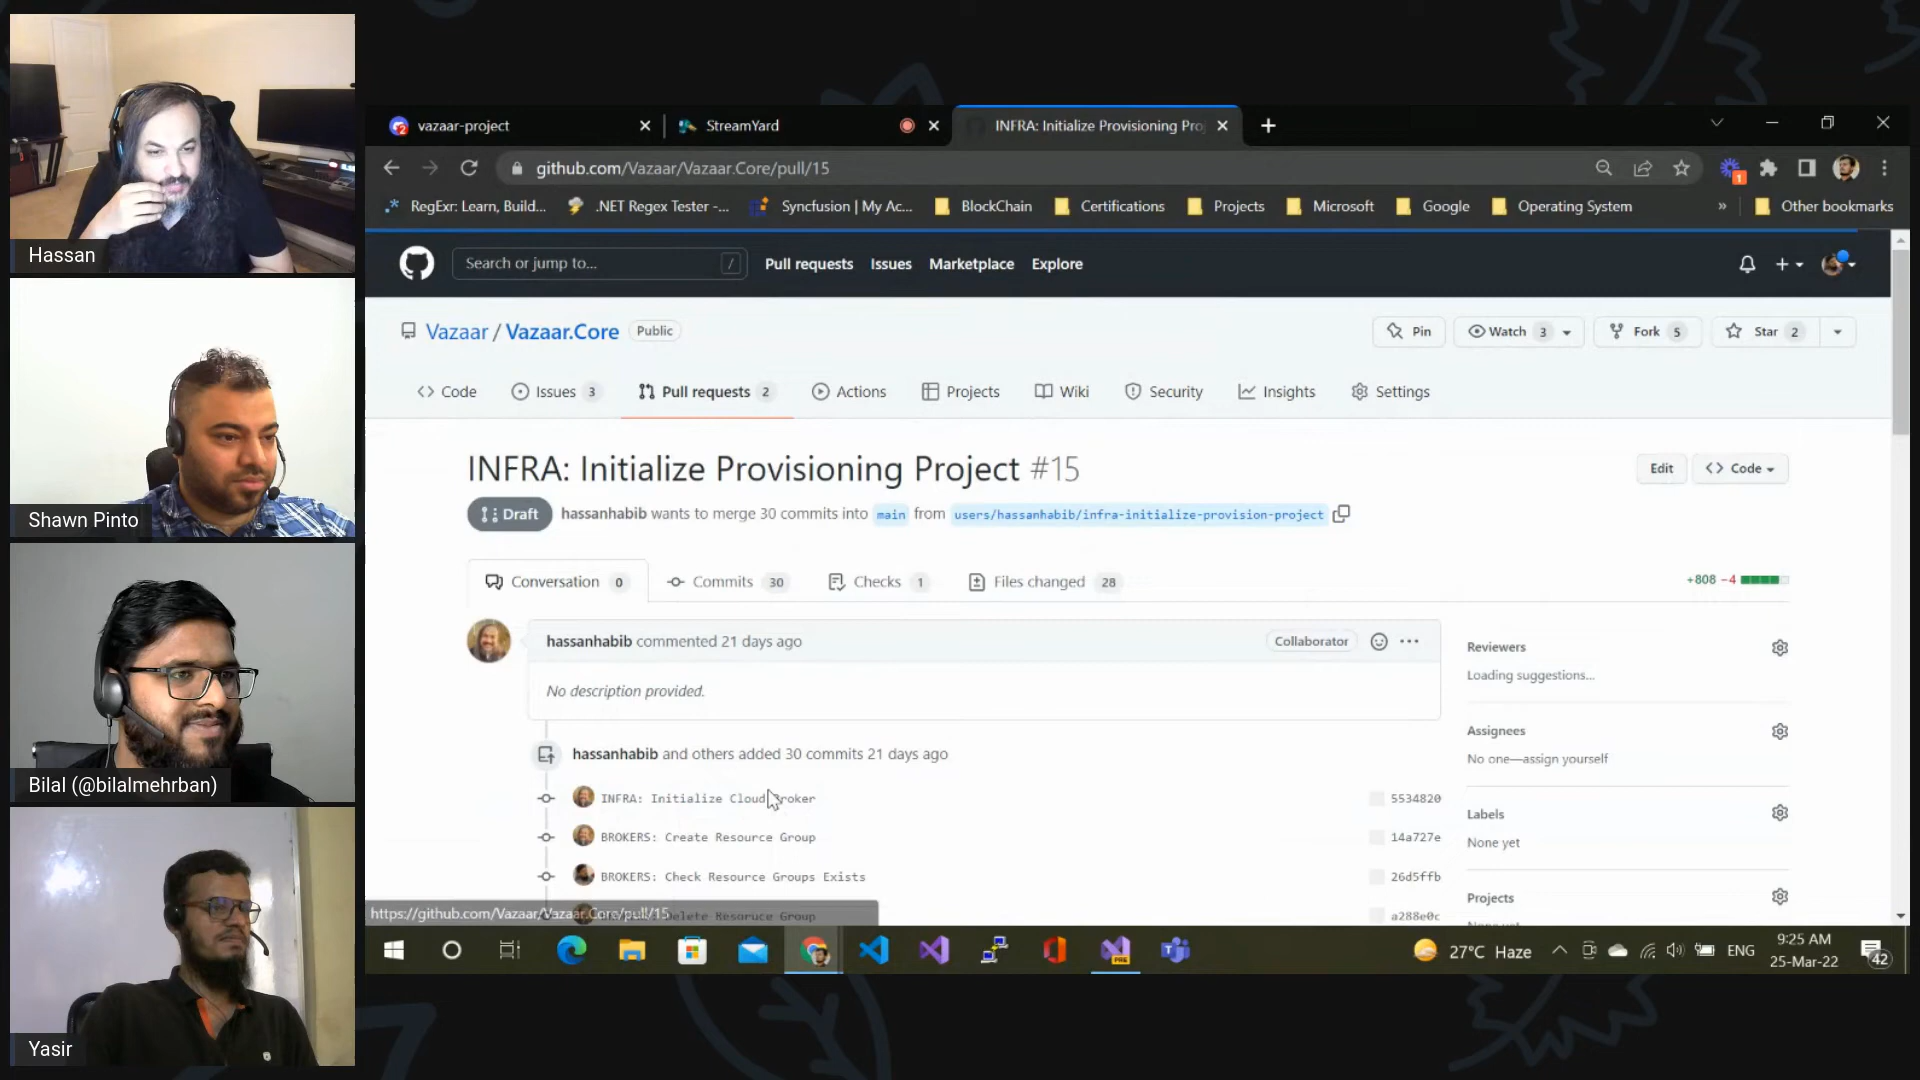 Hassan
Shawn Pinto
Bilal (@bilalmehrban)
Yasir
vazaar-project
StreamYard
INFRA: Initialize Provisioning Pro
github.com/Vazaar/Vazaar.Core/pull/15
1
RegExr: Learn, Build...
.NET Regex Tester -...
Syncfusion | My Ac...
BlockChain
Certifications
Projects
Microsoft
Google
Operating System
»
Other bookmarks
Search or jump to...
/
Pull requests
Issues
Marketplace
Explore
Vazaar / Vazaar.Core
Public
Pin
Watch 3
Fork 5
Star 2
Code
Issues 3
Pull requests 2
Actions
Projects
Wiki
Security
Insights
Settings
INFRA: Initialize Provisioning Project #15
Edit
Code
Draft
hassanhabib wants to merge 30 commits into main from users/hassanhabib/infra-initialize-provision-project
Conversation 0
Commits 30
Checks 1
Files changed 28
+808 −4
hassanhabib commented 21 days ago
Collaborator
No description provided.
hassanhabib and others added 30 commits 21 days ago
INFRA: Initialize Cloud Broker
5534820
BROKERS: Create Resource Group
14a727e
BROKERS: Check Resource Groups Exists
26d5ffb
Delete Resoruce Group
a288e0c
Reviewers
Loading suggestions...
Assignees
No one—assign yourself
Labels
None yet
Projects
https://github.com/Vazaar/Vazaar.Core/pull/15
27°C Haze
ENG
9:25 AM
25-Mar-22
42